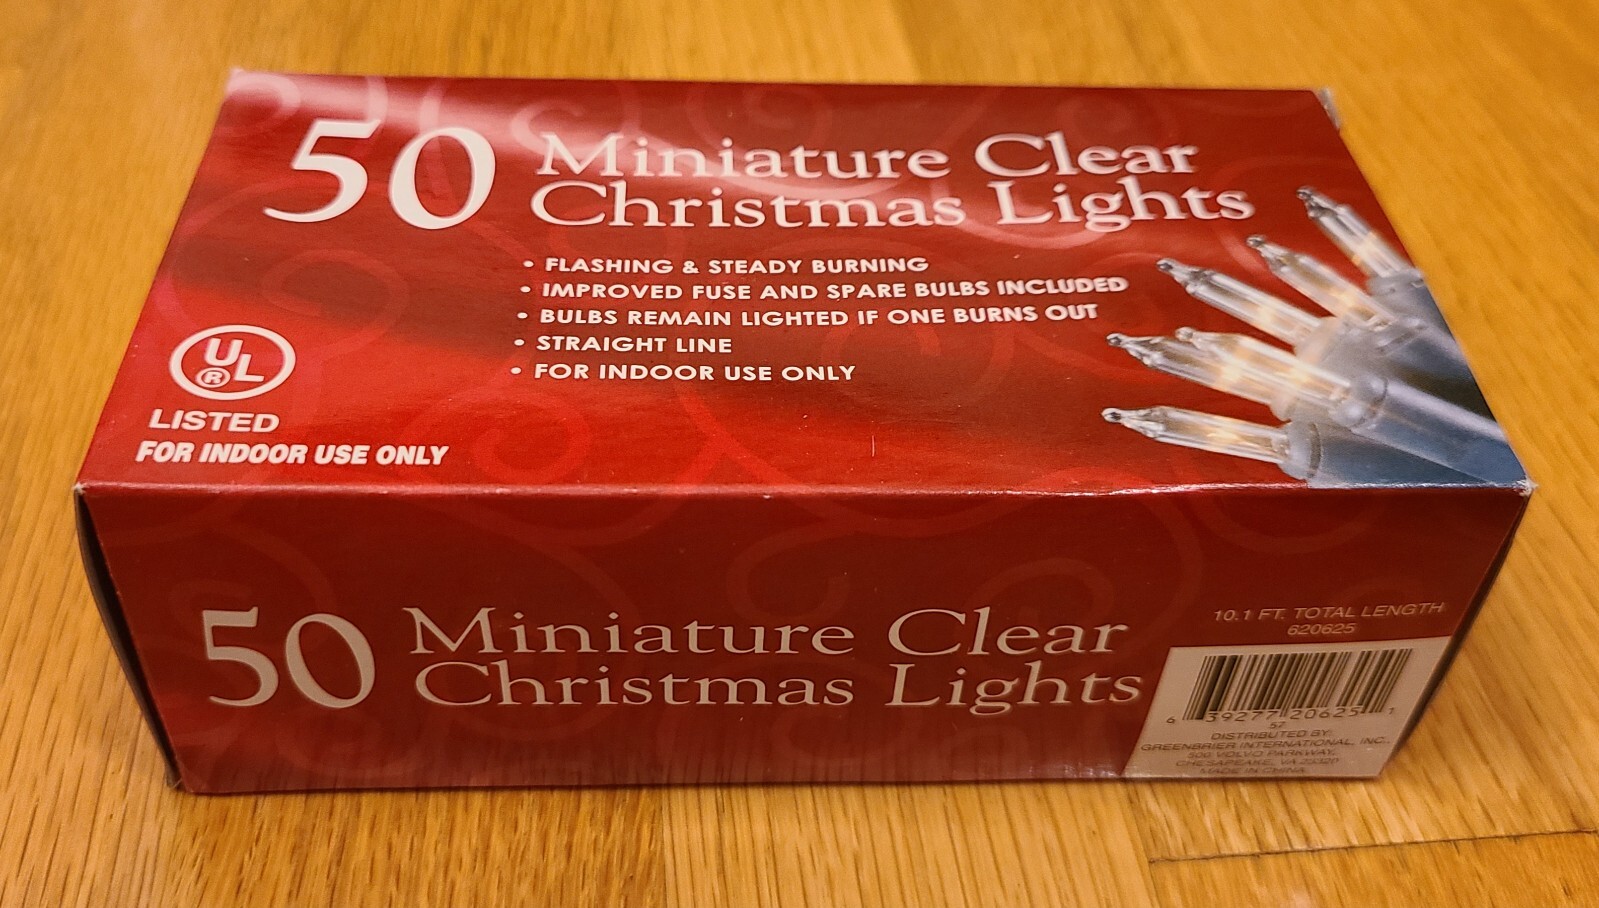 50 Miniature Clear
Christmas Lights
• FLASHING & STEADY BURNING
• IMPROVED FUSE AND SPARE BULBS INCLUDED
• BULBS REMAIN LIGHTED IF ONE BURNS OUT
• STRAIGHT LINE
• FOR INDOOR USE ONLY
UL®
LISTED
FOR INDOOR USE ONLY
50 Miniature Clear
Christmas Lights
10.1 FT. TOTAL LENGTH
620625
6 39277 20625 1
57
DISTRIBUTED BY:
GREENBRIER INTERNATIONAL, INC.
500 VOLVO PARKWAY,
CHESAPEAKE, VA 23320
MADE IN CHINA